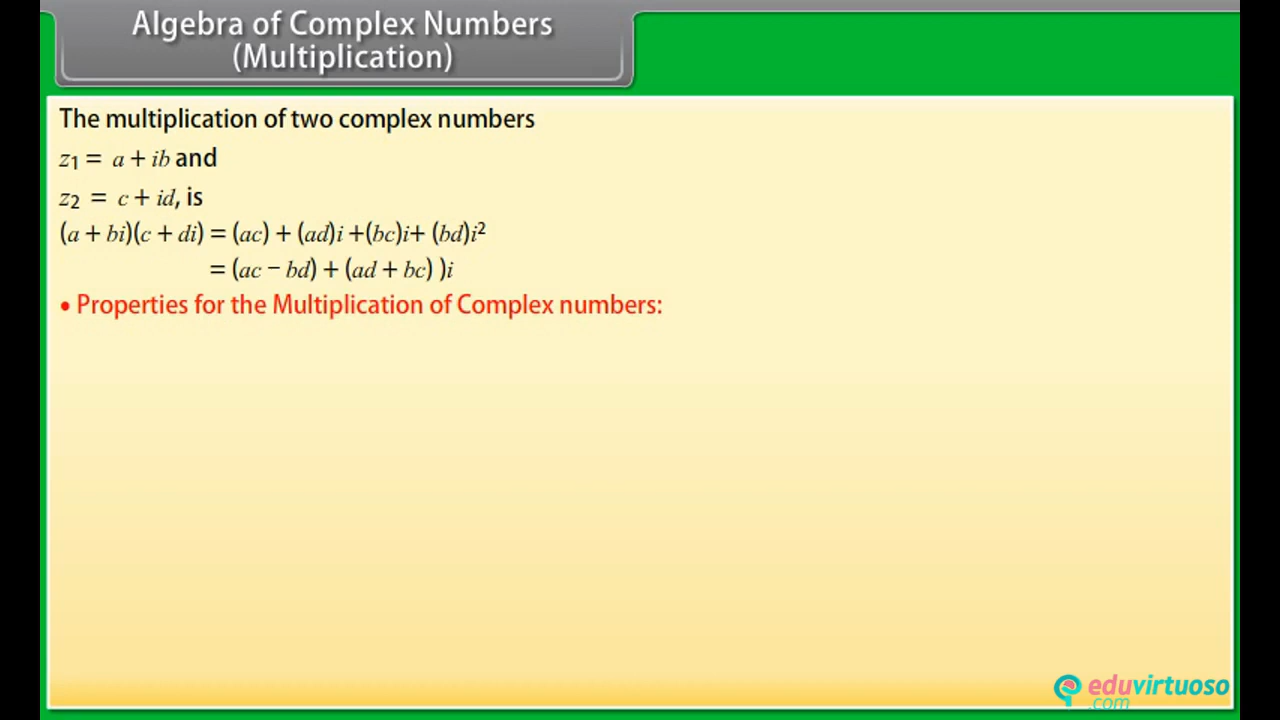 Algebra of Complex Numbers
(Multiplication)
The multiplication of two complex numbers
z1 = a + ib and
z2 = c + id, is
(a + bi)(c + di) = (ac) + (ad)i +(bc)i+ (bd)i²
= (ac − bd) + (ad + bc) )i
• Properties for the Multiplication of Complex numbers:
eduvirtuoso
.com